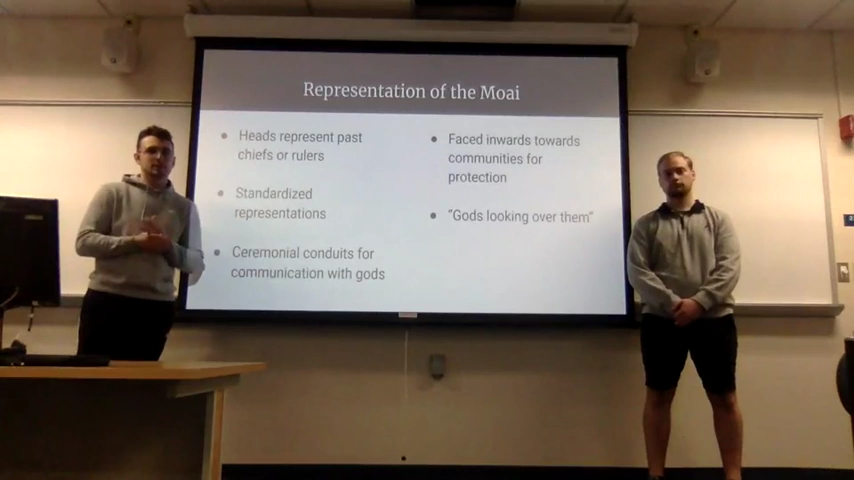 Representation of the Moai
● Heads represent past
chiefs or rulers
● Standardized
representations
● Ceremonial conduits for
communication with gods
● Faced inwards towards
communities for
protection
● “Gods looking over them”